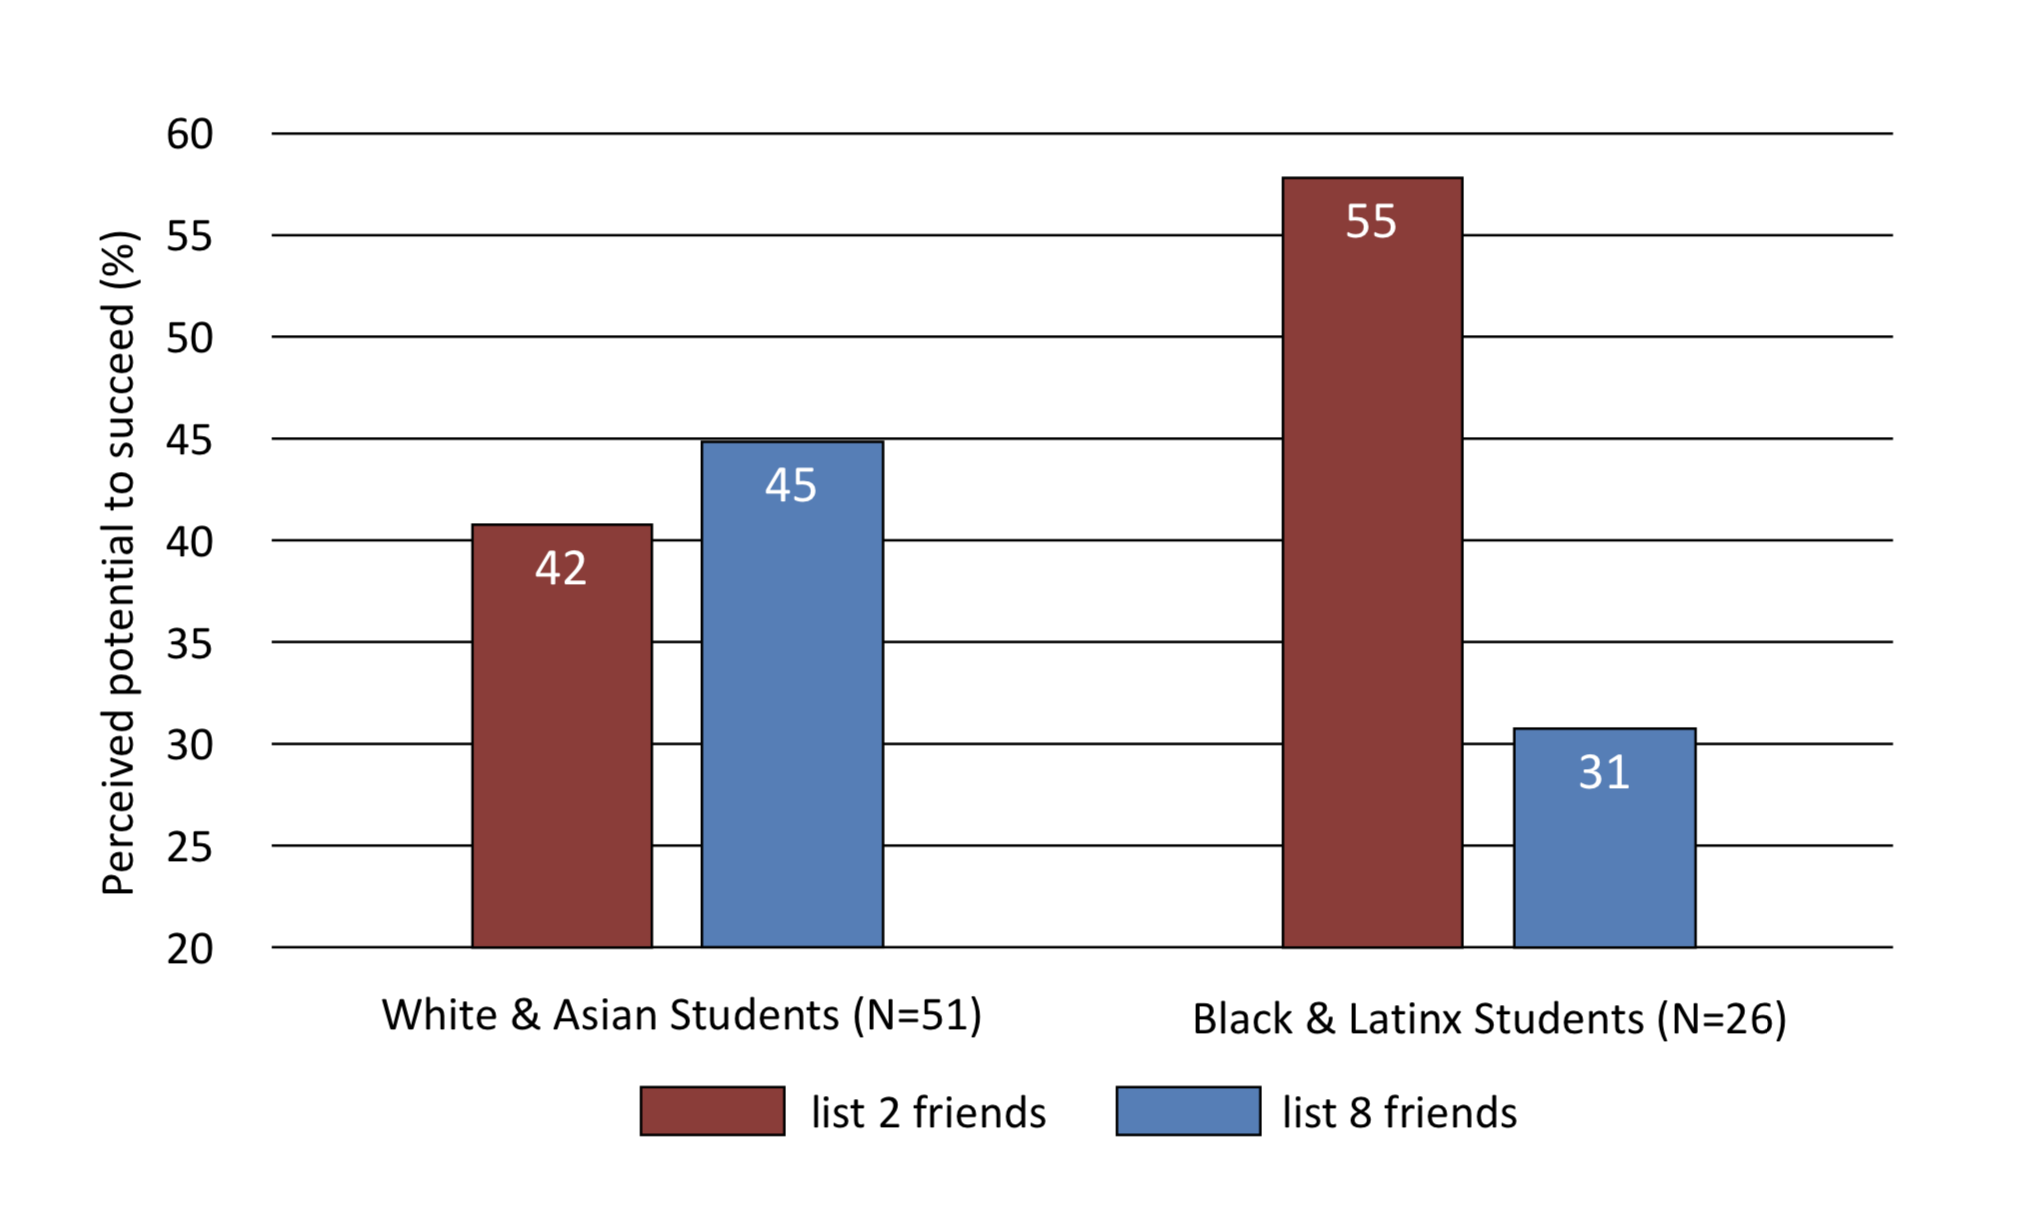 Perceived potential to succeed (%)
60
55
50
45
40
35
30
25
20
42
45
55
31
White & Asian Students (N=51)
Black & Latinx Students (N=26)
list 2 friends
list 8 friends